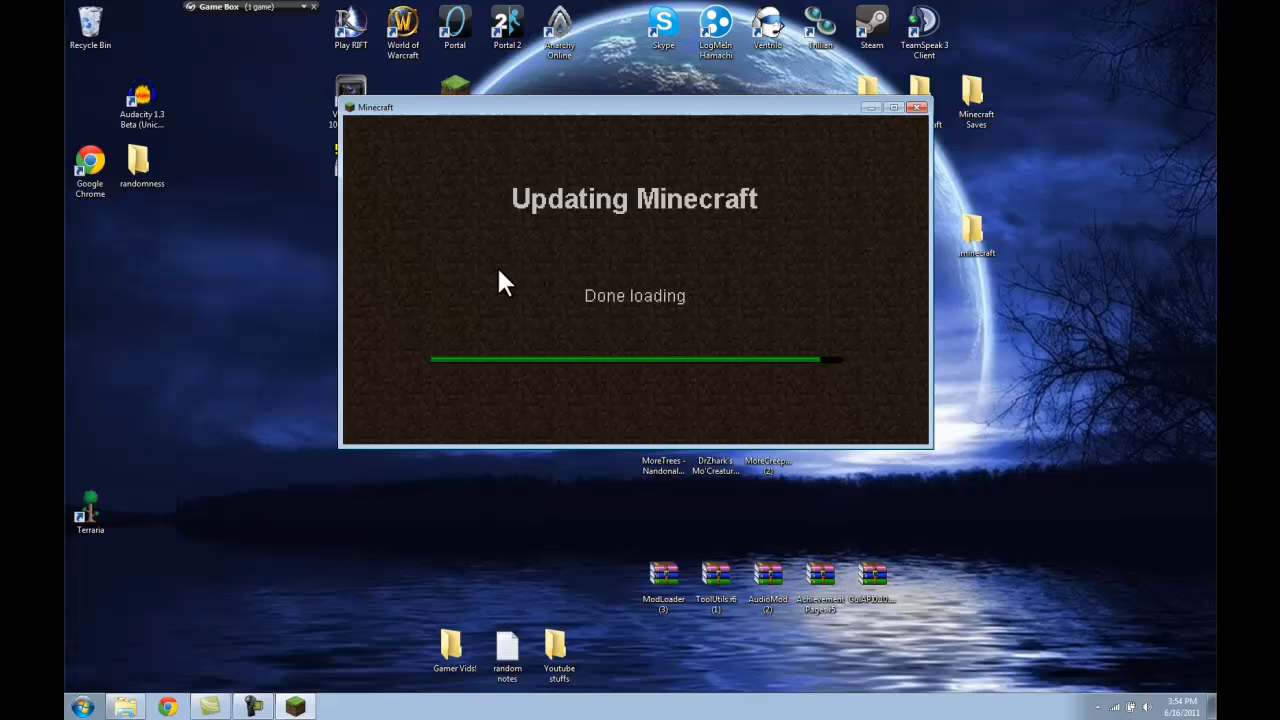 Game Box (1 game)
Recycle Bin
Play RIFT
World of
Warcraft
Portal
Portal 2
Anarchy
Online
Skype
LogMeIn
Hamachi
Ventrilo
Trillian
Steam
TeamSpeak 3
Client
Audacity 1.3
Beta (Unic...
Minecraft
Saves
Google
Chrome
randomness
Minecraft
Updating Minecraft
Done loading
.minecraft
MoreTrees -
Nandonal...
DrZhark's
Mo'Creatur...
MoreCreep...
(2)
Terraria
ModLoader
(3)
ToolUtils r6
(1)
AudioMod
(2)
Achievement
Pages r5
Gamer Vids!
random
notes
Youtube
stuffs
3:54 PM
6/16/2011